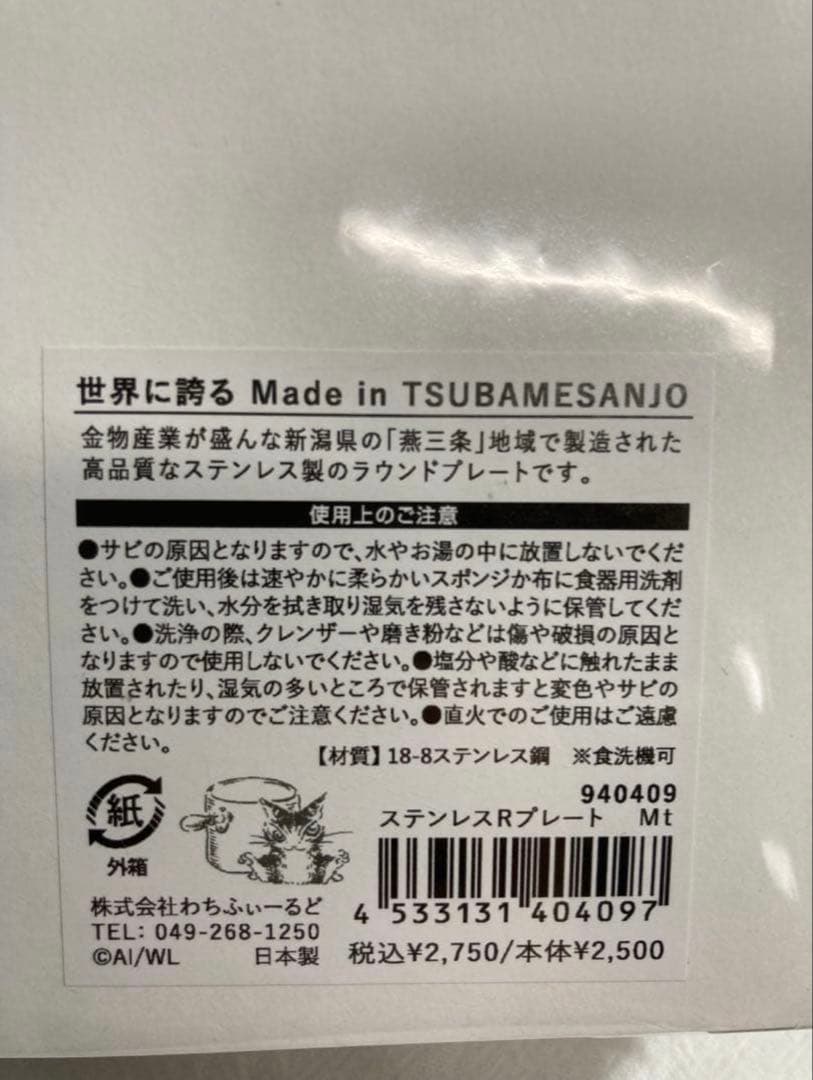 世界に誇る Made in TSUBAMESANJO
金物産業が盛んな新潟県の「燕三条」地域で製造された
高品質なステンレス製のラウンドプレートです。
使用上のご注意
●サビの原因となりますので、水やお湯の中に放置しないでくだ
さい。●ご使用後は速やかに柔らかいスポンジか布に食器用洗剤
をつけて洗い、水分を拭き取り湿気を残さないように保管してくだ
さい。●洗浄の際、クレンザーや磨き粉などは傷や破損の原因と
なりますので使用しないでください。●塩分や酸などに触れたまま
放置されたり、湿気の多いところで保管されますと変色やサビの
原因となりますのでご注意ください。●直火でのご使用はご遠慮
ください。
【材質】18-8ステンレス鋼 ※食洗機可
紙
外箱
940409
ステンレスRプレート Mt
4 533131 404097
株式会社わちふぃーるど
TEL: 049-268-1250
©AI/WL 日本製
税込¥2,750/本体¥2,500